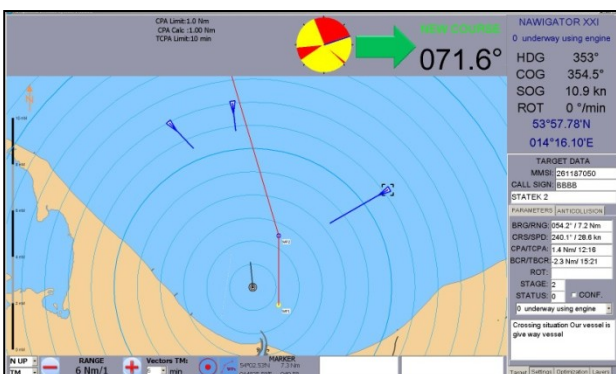 CPA Limit:1.0 Nm
CPA Calc :1.00 Nm
TCPA Limit:10 min
NEW COURSE
071.6°
NAWIGATOR XXI
0 underway using engine
HDG 353°
COG 354.5°
SOG 10.9 kn
ROT 0 °/min
53°57.78'N
014°16.10'E
TARGET DATA
MMSI: 261187050
CALL SIGN: BBBB
STATEK 2
PARAMETERS ANTICOLLISION
BRG/RNG: 054.2° / 7.2 Nm
CRS/SPD: 240.1° / 28.6 kn
CPA/TCPA: 1.4 Nm/ 12:16
BCR/TBCR: -2.3 Nm/ 15:21
ROT:
STAGE: 2
STATUS: 0 CONF.
0 underway using engine
Crossing situation Our vessel is
give way vessel
N UP
RANGE
6 Nm/1
Vectors TM:
min
MARKER
7.3 Nm
TM
Target Settings Optimization Layers